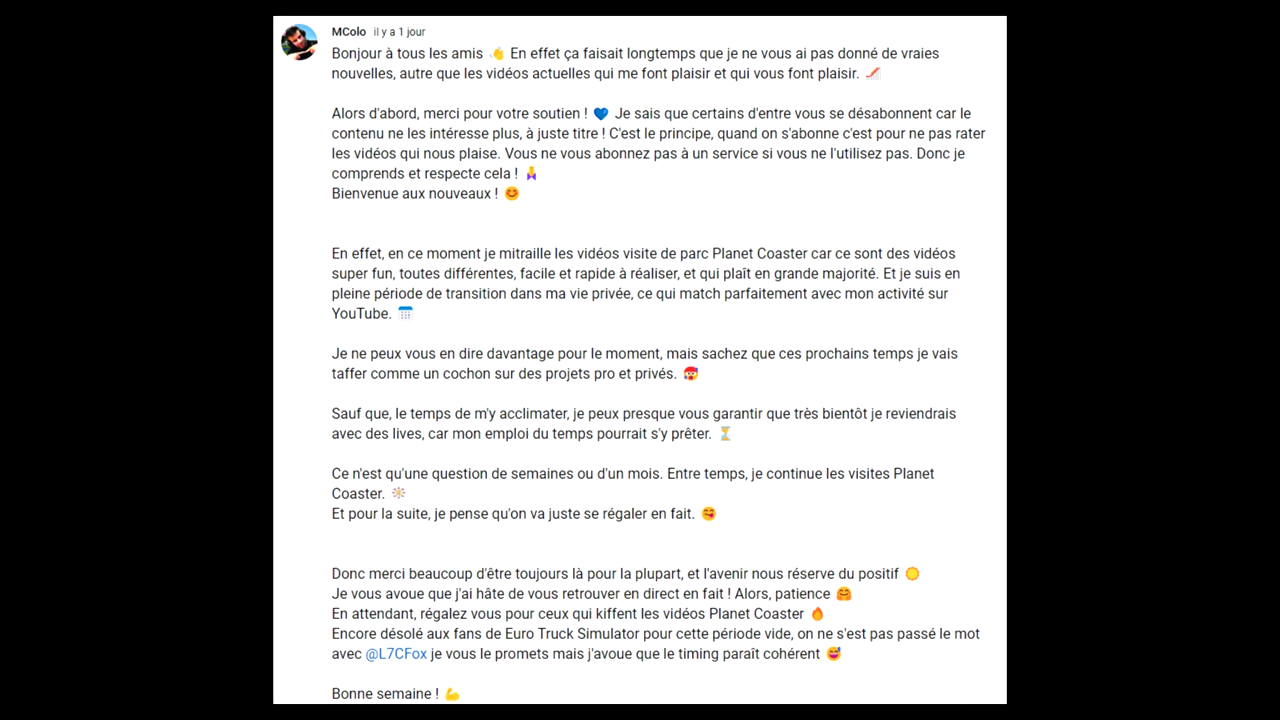 MColo il y a 1 jour
Bonjour à tous les amis 👋 En effet ça faisait longtemps que je ne vous ai pas donné de vraies
nouvelles, autre que les vidéos actuelles qui me font plaisir et qui vous font plaisir. 🎢
Alors d'abord, merci pour votre soutien ! 💙 Je sais que certains d'entre vous se désabonnent car le
contenu ne les intéresse plus, à juste titre ! C'est le principe, quand on s'abonne c'est pour ne pas rater
les vidéos qui nous plaise. Vous ne vous abonnez pas à un service si vous ne l'utilisez pas. Donc je
comprends et respecte cela ! 🙏
Bienvenue aux nouveaux ! 😊
En effet, en ce moment je mitraille les vidéos visite de parc Planet Coaster car ce sont des vidéos
super fun, toutes différentes, facile et rapide à réaliser, et qui plaît en grande majorité. Et je suis en
pleine période de transition dans ma vie privée, ce qui match parfaitement avec mon activité sur
YouTube. 🗓
Je ne peux vous en dire davantage pour le moment, mais sachez que ces prochains temps je vais
taffer comme un cochon sur des projets pro et privés. 🥵
Sauf que, le temps de m'y acclimater, je peux presque vous garantir que très bientôt je reviendrais
avec des lives, car mon emploi du temps pourrait s'y prêter. ⏳
Ce n'est qu'une question de semaines ou d'un mois. Entre temps, je continue les visites Planet
Coaster. 🎡
Et pour la suite, je pense qu'on va juste se régaler en fait. 😋
Donc merci beaucoup d'être toujours là pour la plupart, et l'avenir nous réserve du positif ☀️
Je vous avoue que j'ai hâte de vous retrouver en direct en fait ! Alors, patience 🤗
En attendant, régalez vous pour ceux qui kiffent les vidéos Planet Coaster 🔥
Encore désolé aux fans de Euro Truck Simulator pour cette période vide, on ne s'est pas passé le mot
avec @L7CFox je vous le promets mais j'avoue que le timing paraît cohérent 😅
Bonne semaine ! 💪